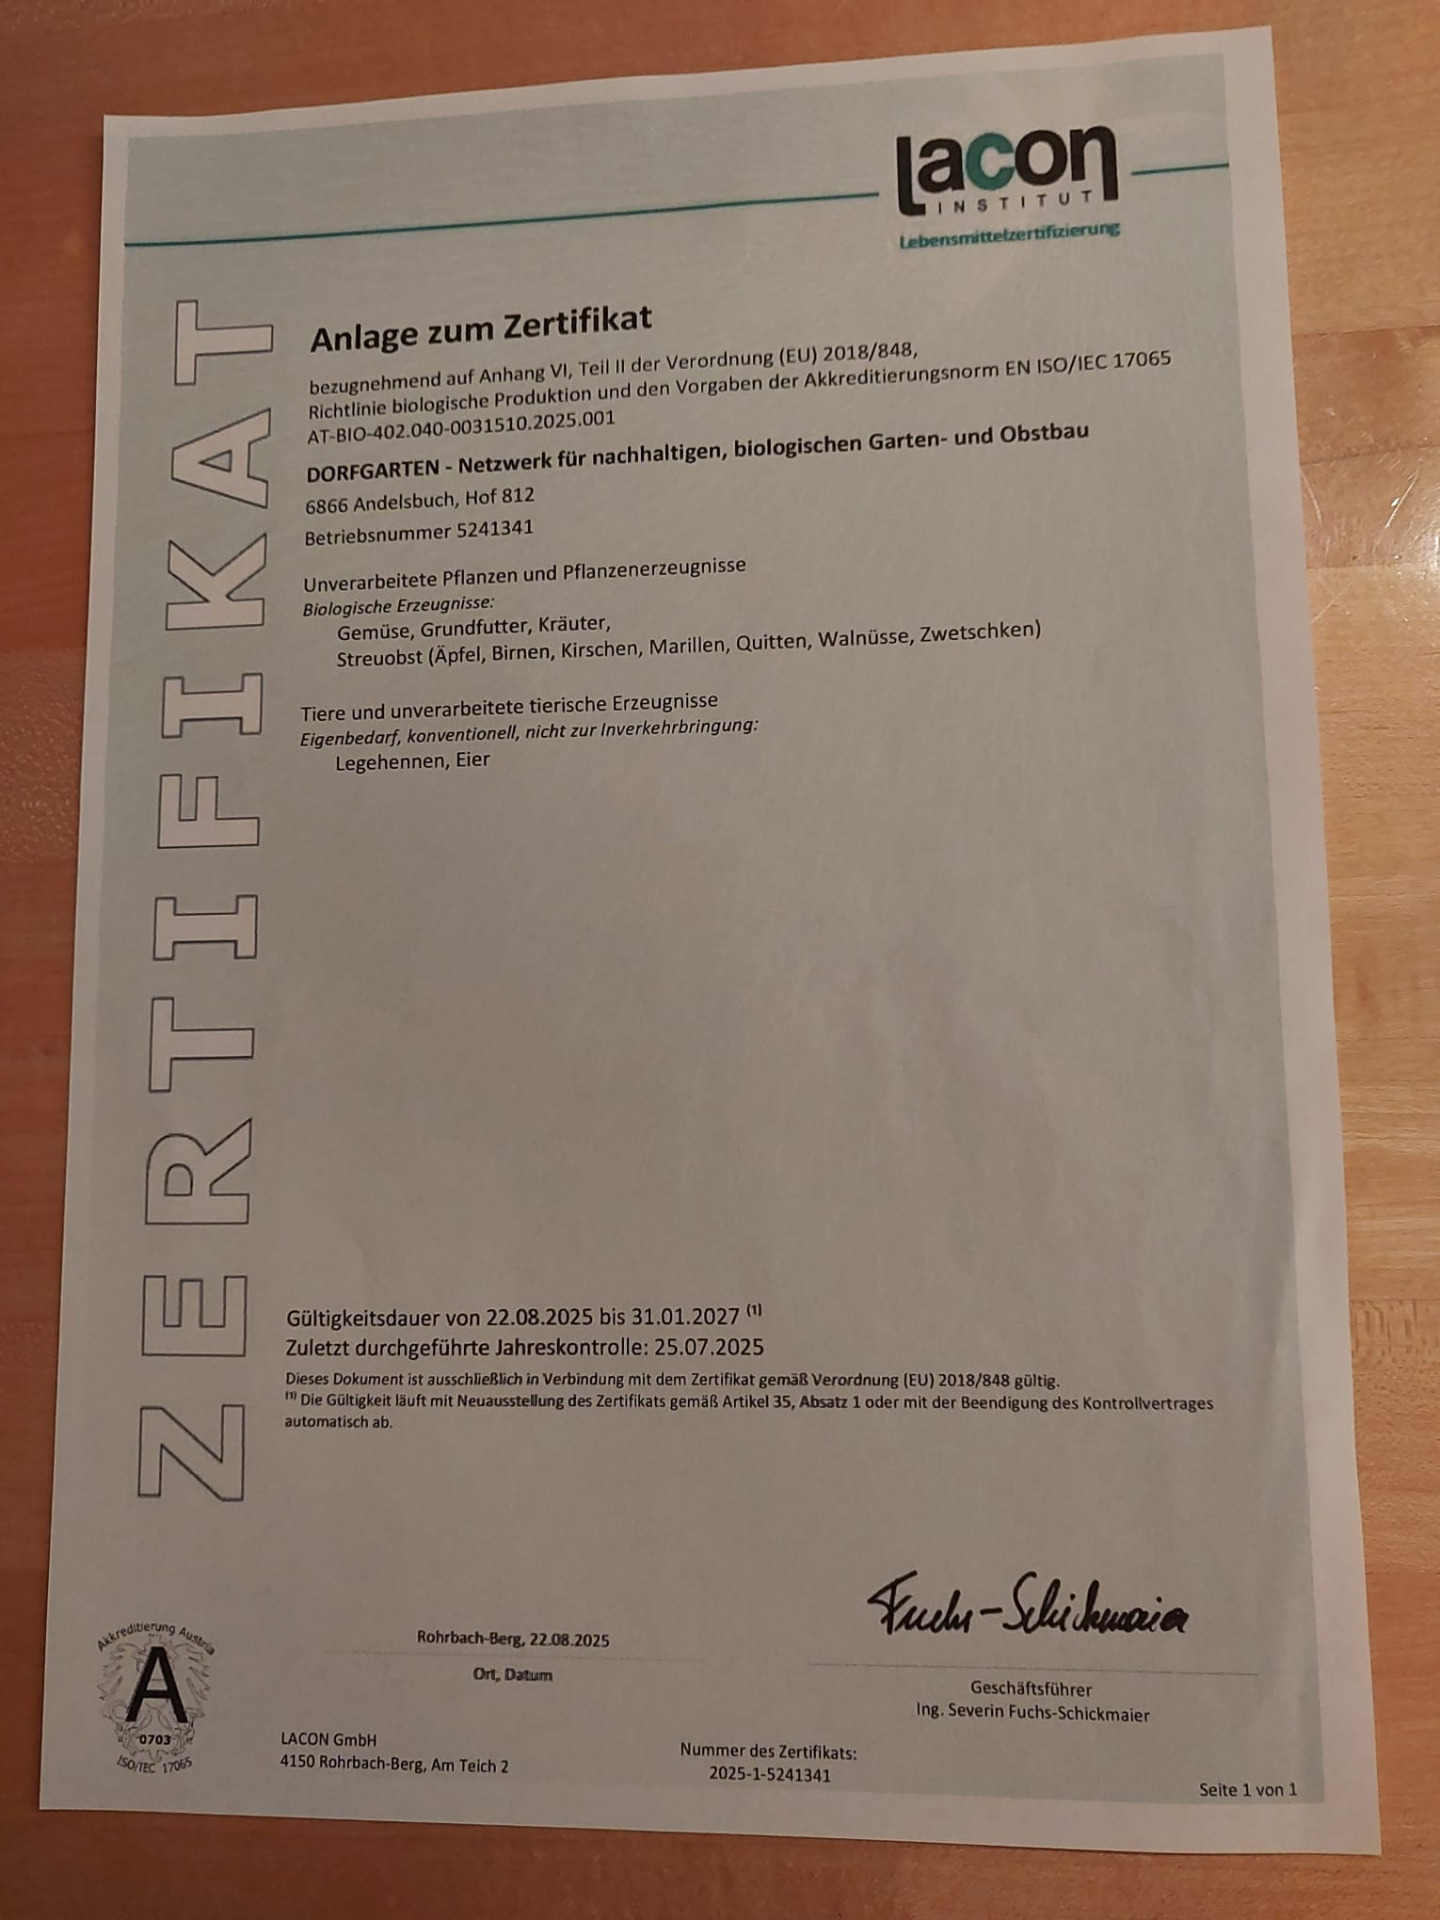 lacon
INSTITUT
Lebensmittelzertifizierung
ZERTIFIKAT
Anlage zum Zertifikat
bezugnehmend auf Anhang VI, Teil II der Verordnung (EU) 2018/848,
Richtlinie biologische Produktion und den Vorgaben der Akkreditierungsnorm EN ISO/IEC 17065
AT-BIO-402.040-0031510.2025.001
DORFGARTEN - Netzwerk für nachhaltigen, biologischen Garten- und Obstbau
6866 Andelsbuch, Hof 812
Betriebsnummer 5241341
Unverarbeitete Pflanzen und Pflanzenerzeugnisse
Biologische Erzeugnisse:
Gemüse, Grundfutter, Kräuter,
Streuobst (Äpfel, Birnen, Kirschen, Marillen, Quitten, Walnüsse, Zwetschken)
Tiere und unverarbeitete tierische Erzeugnisse
Eigenbedarf, konventionell, nicht zur Inverkehrbringung:
Legehennen, Eier
Gültigkeitsdauer von 22.08.2025 bis 31.01.2027 (1)
Zuletzt durchgeführte Jahreskontrolle: 25.07.2025
Dieses Dokument ist ausschließlich in Verbindung mit dem Zertifikat gemäß Verordnung (EU) 2018/848 gültig.
(1) Die Gültigkeit läuft mit Neuausstellung des Zertifikats gemäß Artikel 35, Absatz 1 oder mit der Beendigung des Kontrollvertrages
automatisch ab.
Fuchs-Schickmaier
Rohrbach-Berg, 22.08.2025
Ort, Datum
Geschäftsführer
Ing. Severin Fuchs-Schickmaier
Akkreditierung Austria
A
0703
ISO/IEC 17065
LACON GmbH
4150 Rohrbach-Berg, Am Teich 2
Nummer des Zertifikats:
2025-1-5241341
Seite 1 von 1